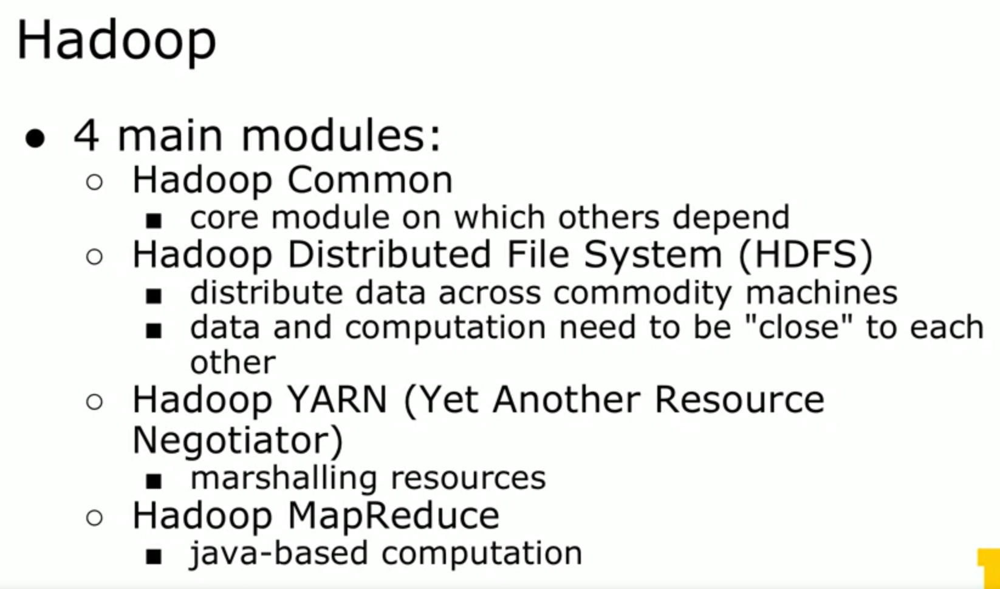 Hadoop
● 4 main modules:
○ Hadoop Common
■ core module on which others depend
○ Hadoop Distributed File System (HDFS)
■ distribute data across commodity machines
■ data and computation need to be "close" to each
other
○ Hadoop YARN (Yet Another Resource
Negotiator)
■ marshalling resources
○ Hadoop MapReduce
■ java-based computation